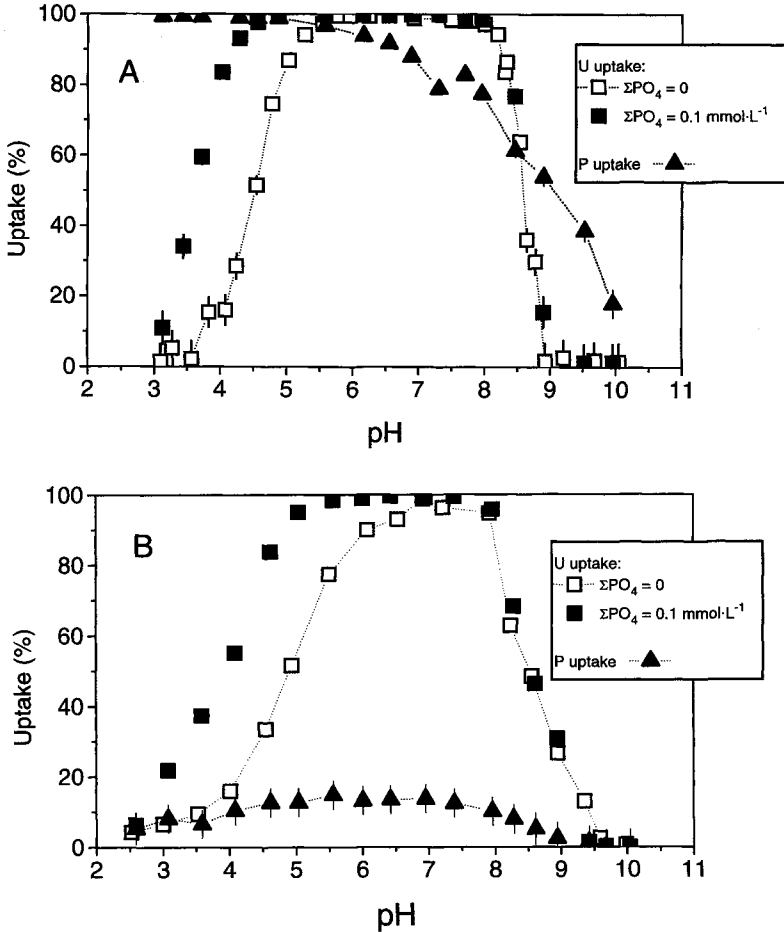 100
80
60
40
20
0
Uptake (%)
A
U uptake:
ΣPO₄ = 0
ΣPO₄ = 0.1 mmol·L⁻¹
P uptake
2 3 4 5 6 7 8 9 10 11
pH
100
80
60
40
20
0
Uptake (%)
B
U uptake:
ΣPO₄ = 0
ΣPO₄ = 0.1 mmol·L⁻¹
P uptake
2 3 4 5 6 7 8 9 10 11
pH